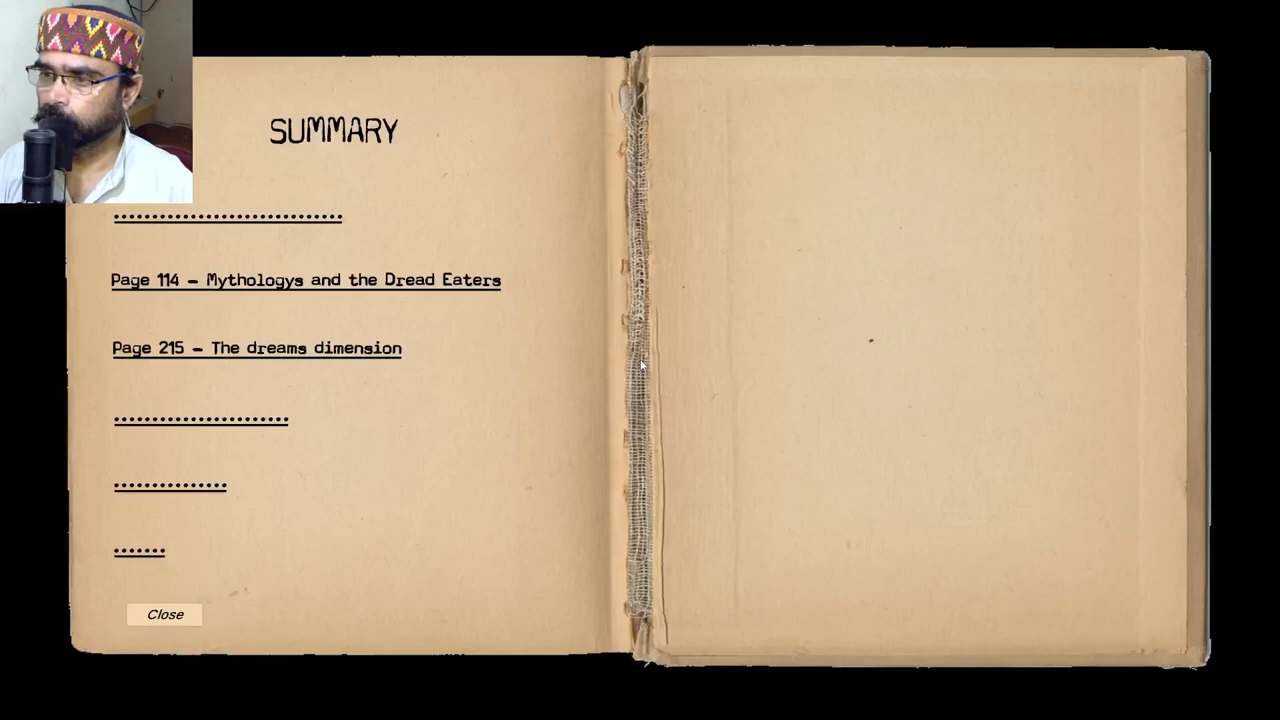 SUMMARY
..............................
Page 114 - Mythologys and the Dread Eaters
Page 215 - The dreams dimension
.......................
...............
.......
Close